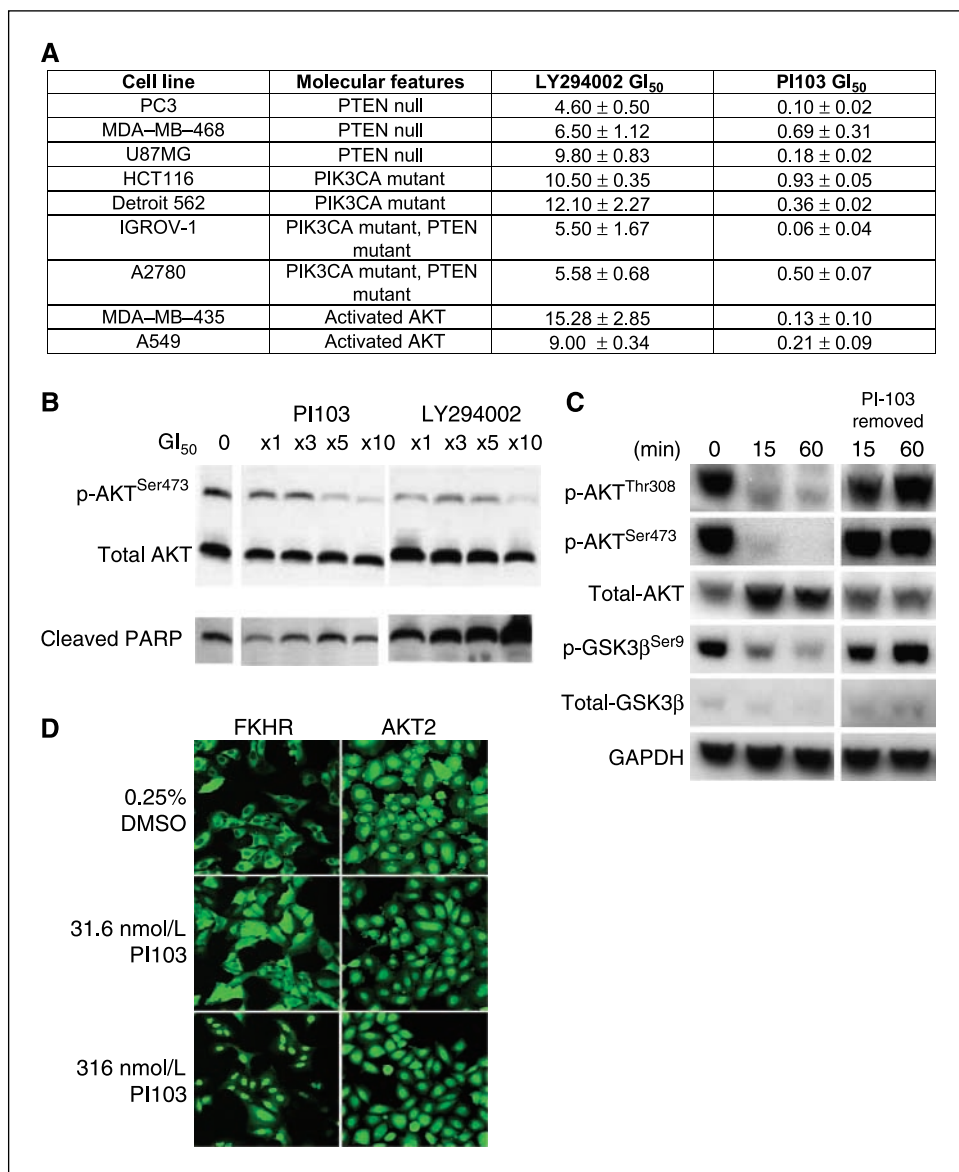 A
Cell line Molecular features LY294002 GI50 PI103 GI50
PC3 PTEN null 4.60 ± 0.50 0.10 ± 0.02
MDA–MB–468 PTEN null 6.50 ± 1.12 0.69 ± 0.31
U87MG PTEN null 9.80 ± 0.83 0.18 ± 0.02
HCT116 PIK3CA mutant 10.50 ± 0.35 0.93 ± 0.05
Detroit 562 PIK3CA mutant 12.10 ± 2.27 0.36 ± 0.02
IGROV-1 PIK3CA mutant, PTEN 5.50 ± 1.67 0.06 ± 0.04
mutant
A2780 PIK3CA mutant, PTEN 5.58 ± 0.68 0.50 ± 0.07
mutant
MDA–MB–435 Activated AKT 15.28 ± 2.85 0.13 ± 0.10
A549 Activated AKT 9.00 ± 0.34 0.21 ± 0.09
B
PI103 LY294002
GI50 0 x1 x3 x5 x10 x1 x3 x5 x10
p-AKTSer473
Total AKT
Cleaved PARP
C
PI-103
removed
(min) 0 15 60 15 60
p-AKTThr308
p-AKTSer473
Total-AKT
p-GSK3βSer9
Total-GSK3β
GAPDH
D
FKHR AKT2
0.25%
DMSO
31.6 nmol/L
PI103
316 nmol/L
PI103